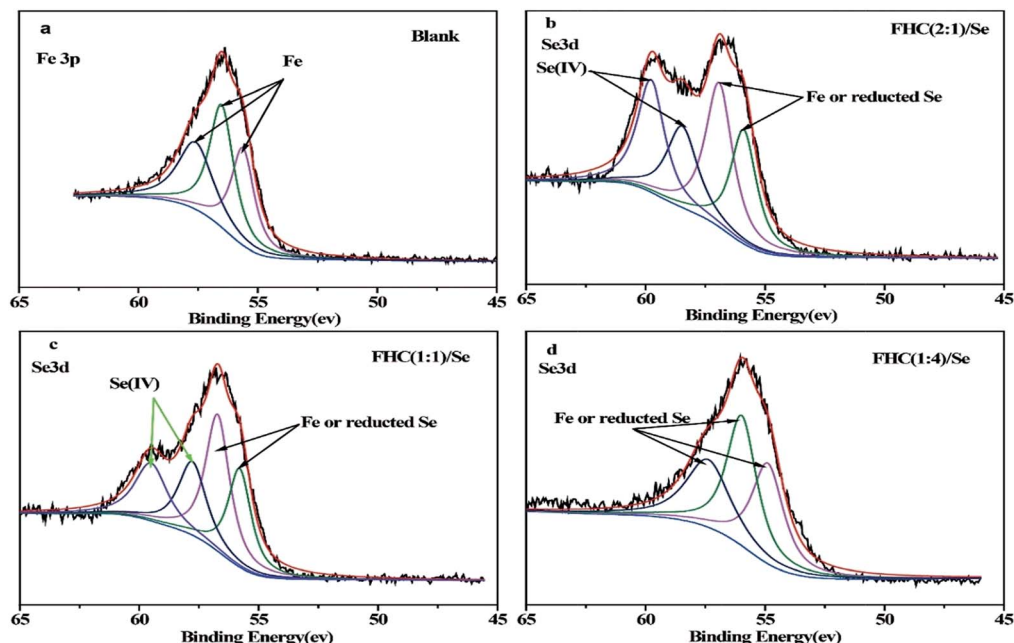 a
Blank
Fe 3p
Fe
65 60 55 50 45
Binding Energy(ev)
b
FHC(2:1)/Se
Se3d
Se(IV)
Fe or reducted Se
65 60 55 50 45
Binding Energy(ev)
c
FHC(1:1)/Se
Se3d
Se(IV)
Fe or reducted Se
65 60 55 50 45
Binding Energy(ev)
d
FHC(1:4)/Se
Se3d
Fe or reducted Se
65 60 55 50 45
Binding Energy(ev)